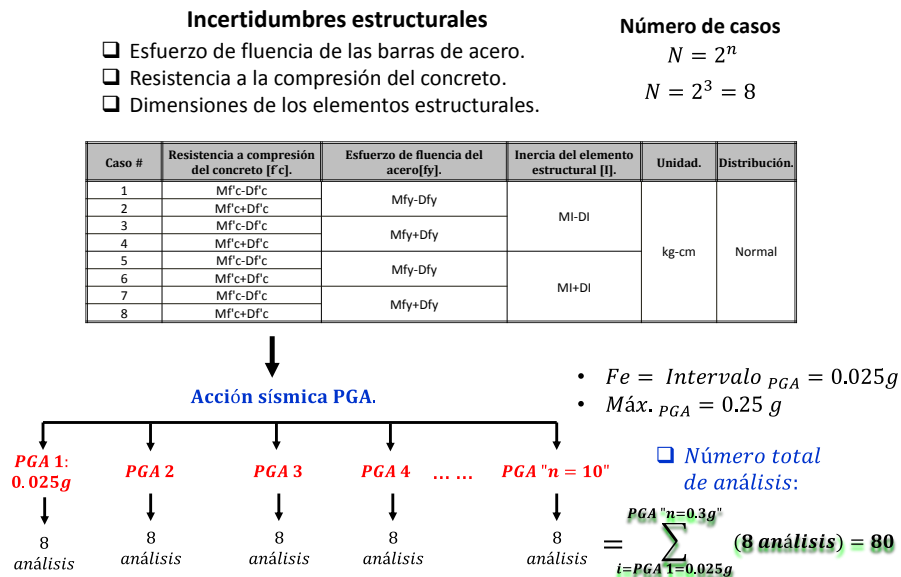 Incertidumbres estructurales
❑ Esfuerzo de fluencia de las barras de acero.
❑ Resistencia a la compresión del concreto.
❑ Dimensiones de los elementos estructurales.
Número de casos
N = 2^n
N = 2^3 = 8
Caso # | Resistencia a compresión del concreto [f´c]. | Esfuerzo de fluencia del acero[fy]. | Inercia del elemento estructural [I]. | Unidad. | Distribución.
1 | Mf'c-Df'c | Mfy-Dfy | MI-DI | kg-cm | Normal
2 | Mf'c+Df'c
3 | Mf'c-Df'c | Mfy+Dfy
4 | Mf'c+Df'c
5 | Mf'c-Df'c | Mfy-Dfy | MI+DI
6 | Mf'c+Df'c
7 | Mf'c-Df'c | Mfy+Dfy
8 | Mf'c+Df'c
Acción sísmica PGA.
• Fe = Intervalo PGA = 0.025g
• Máx. PGA = 0.25 g
PGA 1:
0.025g
PGA 2
PGA 3
PGA 4
... ...
PGA "n = 10"
8
análisis
8
análisis
8
análisis
8
análisis
8
análisis
❑ Número total
de análisis:
PGA "n=0.3g"
= ∑ (8 análisis) = 80
i=PGA 1=0.025g